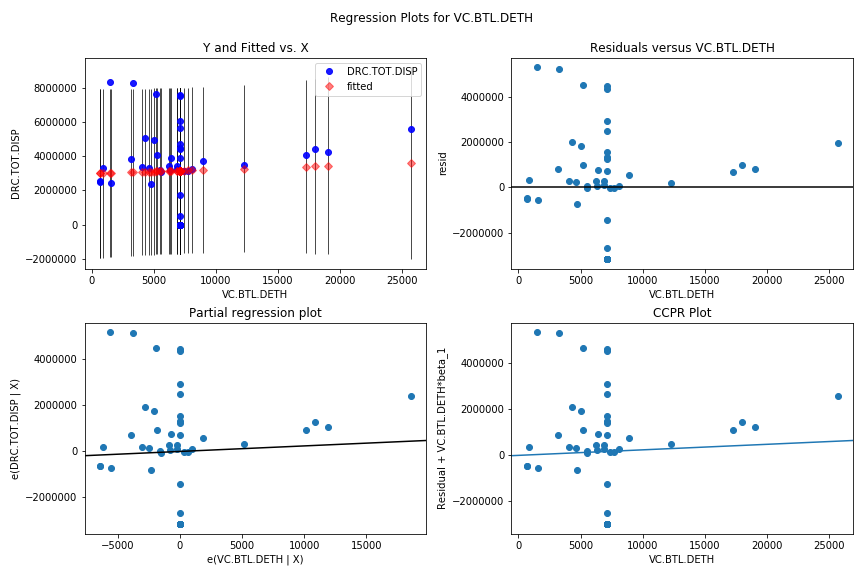 Regression Plots for VC.BTL.DETH
Y and Fitted vs. X
DRC.TOT.DISP
fitted
8000000
6000000
4000000
2000000
0
−2000000
DRC.TOT.DISP
0 5000 10000 15000 20000 25000
VC.BTL.DETH
Residuals versus VC.BTL.DETH
4000000
2000000
0
−2000000
resid
0 5000 10000 15000 20000 25000
VC.BTL.DETH
Partial regression plot
4000000
2000000
0
−2000000
e(DRC.TOT.DISP | X)
−5000 0 5000 10000 15000
e(VC.BTL.DETH | X)
CCPR Plot
4000000
2000000
0
−2000000
Residual + VC.BTL.DETH*beta_1
0 5000 10000 15000 20000 25000
VC.BTL.DETH